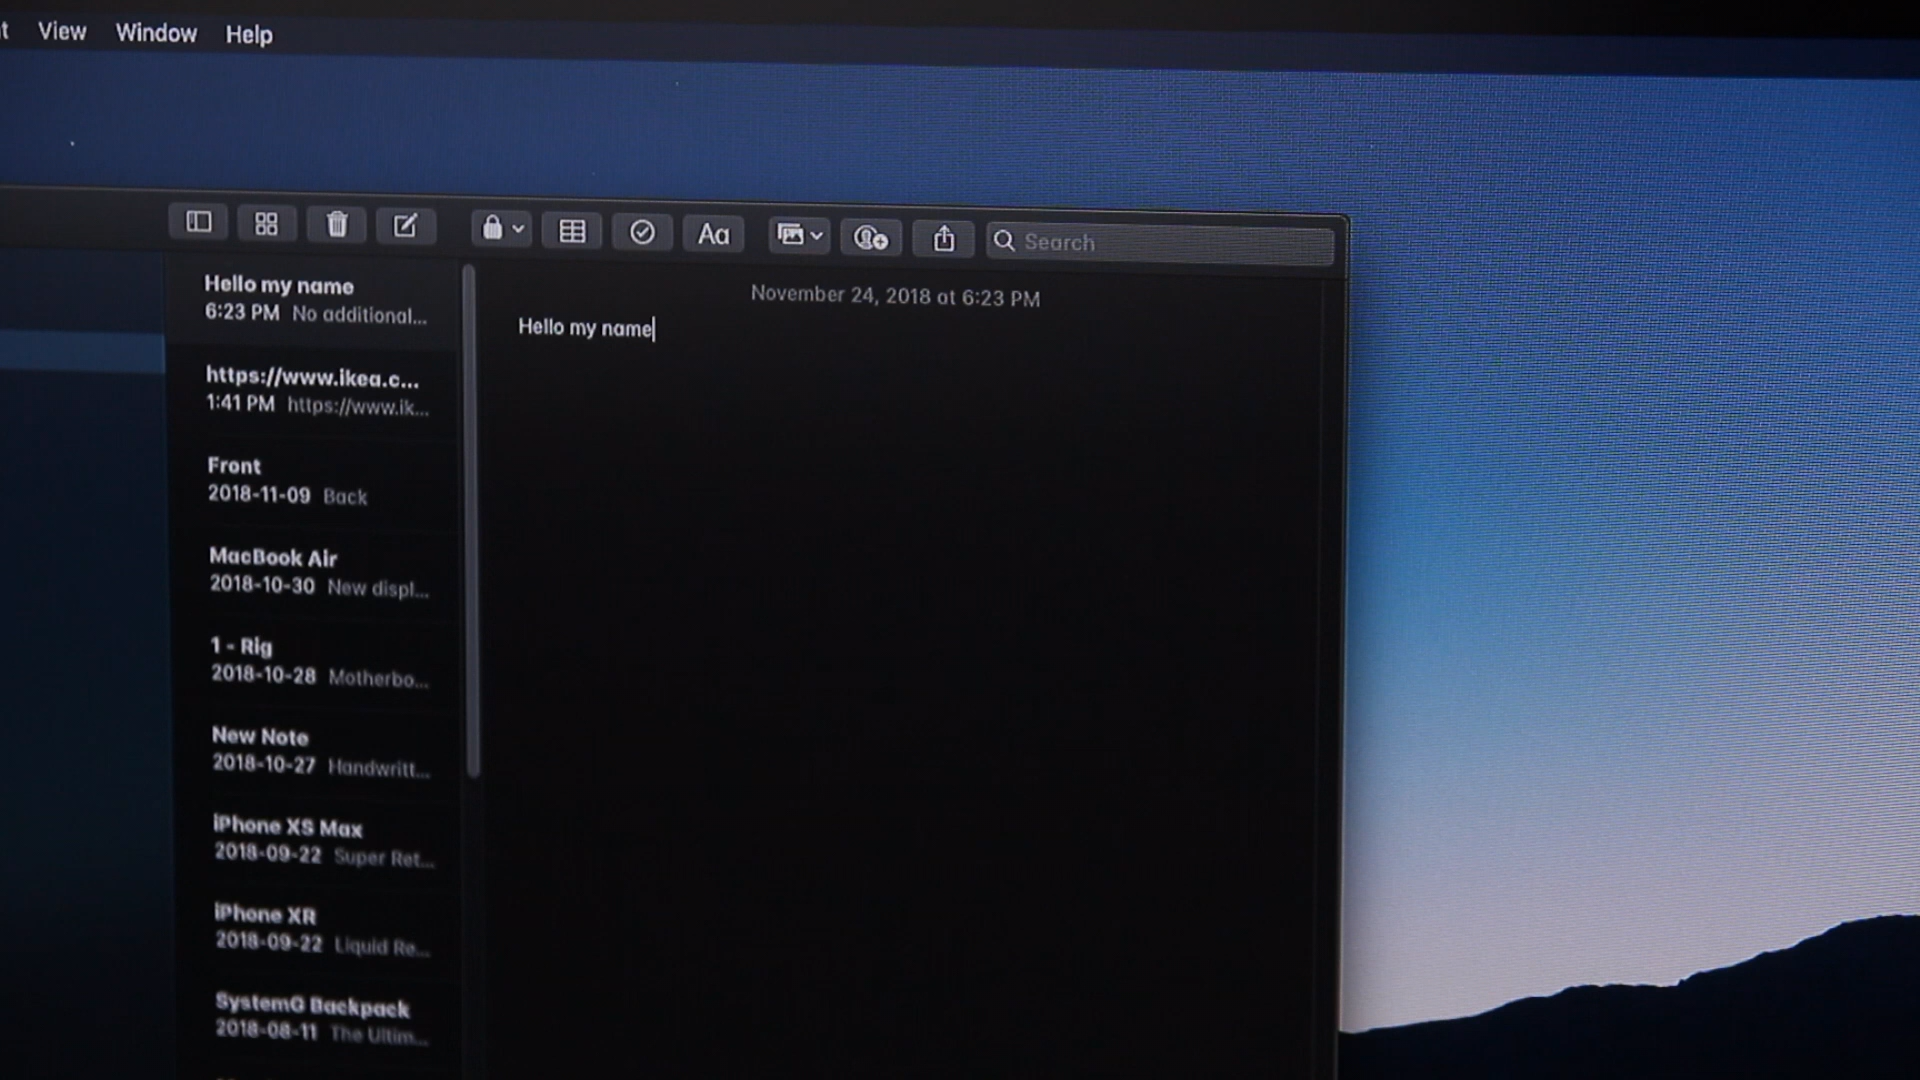 View Window Help
Aa
Search
Hello my name
6:23 PM No additional...
https://www.ikea.c...
1:41 PM https://www.ik...
Front
2018-11-09 Back
MacBook Air
2018-10-30 New displ...
1 - Rig
2018-10-28 Motherbo...
New Note
2018-10-27 Handwritt...
iPhone XS Max
2018-09-22 Super Ret...
iPhone XR
2018-09-22 Liquid Re...
SystemG Backpack
2018-08-11 The Ultim...
November 24, 2018 at 6:23 PM
Hello my name